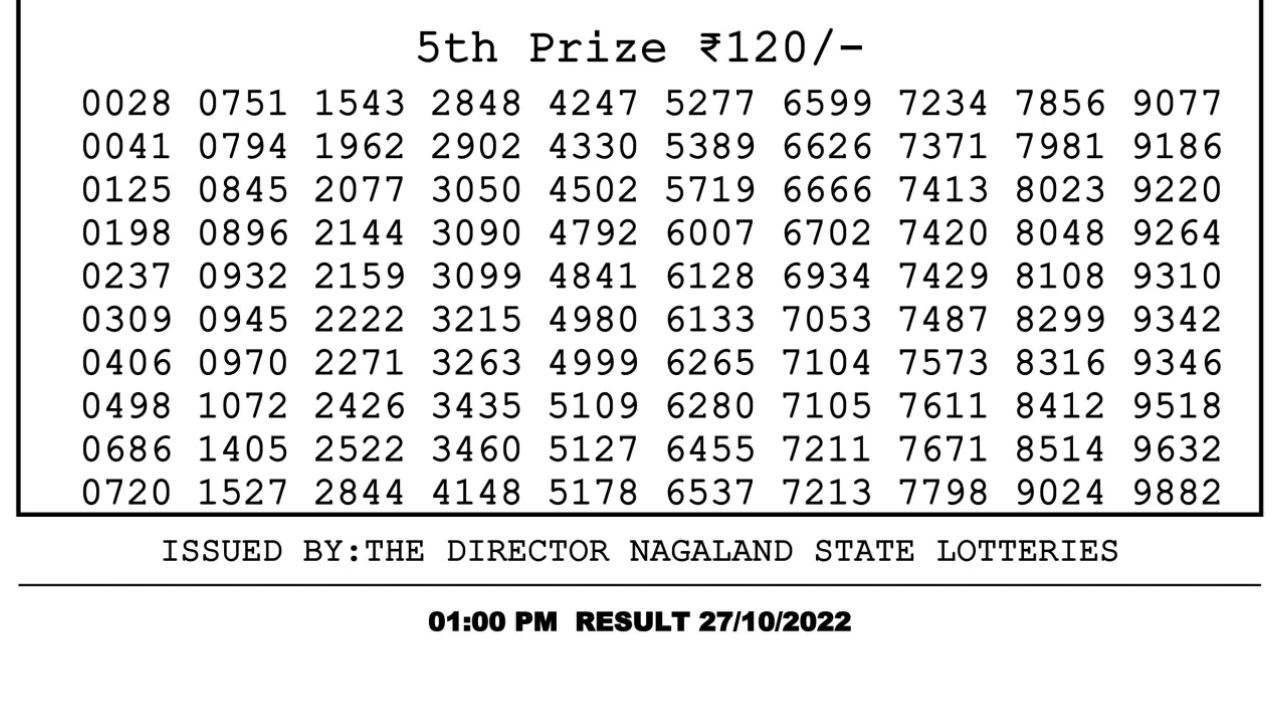 5th Prize ₹120/-
0028 0751 1543 2848 4247 5277 6599 7234 7856 9077
0041 0794 1962 2902 4330 5389 6626 7371 7981 9186
0125 0845 2077 3050 4502 5719 6666 7413 8023 9220
0198 0896 2144 3090 4792 6007 6702 7420 8048 9264
0237 0932 2159 3099 4841 6128 6934 7429 8108 9310
0309 0945 2222 3215 4980 6133 7053 7487 8299 9342
0406 0970 2271 3263 4999 6265 7104 7573 8316 9346
0498 1072 2426 3435 5109 6280 7105 7611 8412 9518
0686 1405 2522 3460 5127 6455 7211 7671 8514 9632
0720 1527 2844 4148 5178 6537 7213 7798 9024 9882
ISSUED BY:THE DIRECTOR NAGALAND STATE LOTTERIES
01:00 PM RESULT 27/10/2022